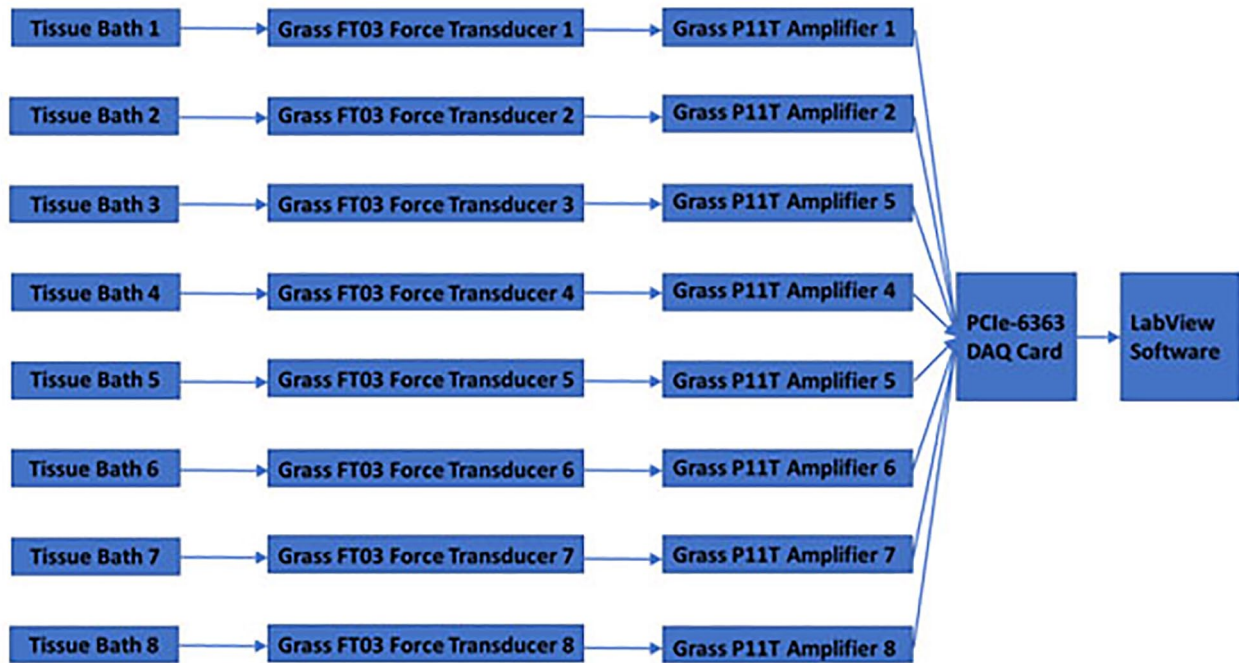 Tissue Bath 1
Grass FT03 Force Transducer 1
Grass P11T Amplifier 1
Tissue Bath 2
Grass FT03 Force Transducer 2
Grass P11T Amplifier 2
Tissue Bath 3
Grass FT03 Force Transducer 3
Grass P11T Amplifier 5
Tissue Bath 4
Grass FT03 Force Transducer 4
Grass P11T Amplifier 4
PCIe-6363
DAQ Card
LabView
Software
Tissue Bath 5
Grass FT03 Force Transducer 5
Grass P11T Amplifier 5
Tissue Bath 6
Grass FT03 Force Transducer 6
Grass P11T Amplifier 6
Tissue Bath 7
Grass FT03 Force Transducer 7
Grass P11T Amplifier 7
Tissue Bath 8
Grass FT03 Force Transducer 8
Grass P11T Amplifier 8